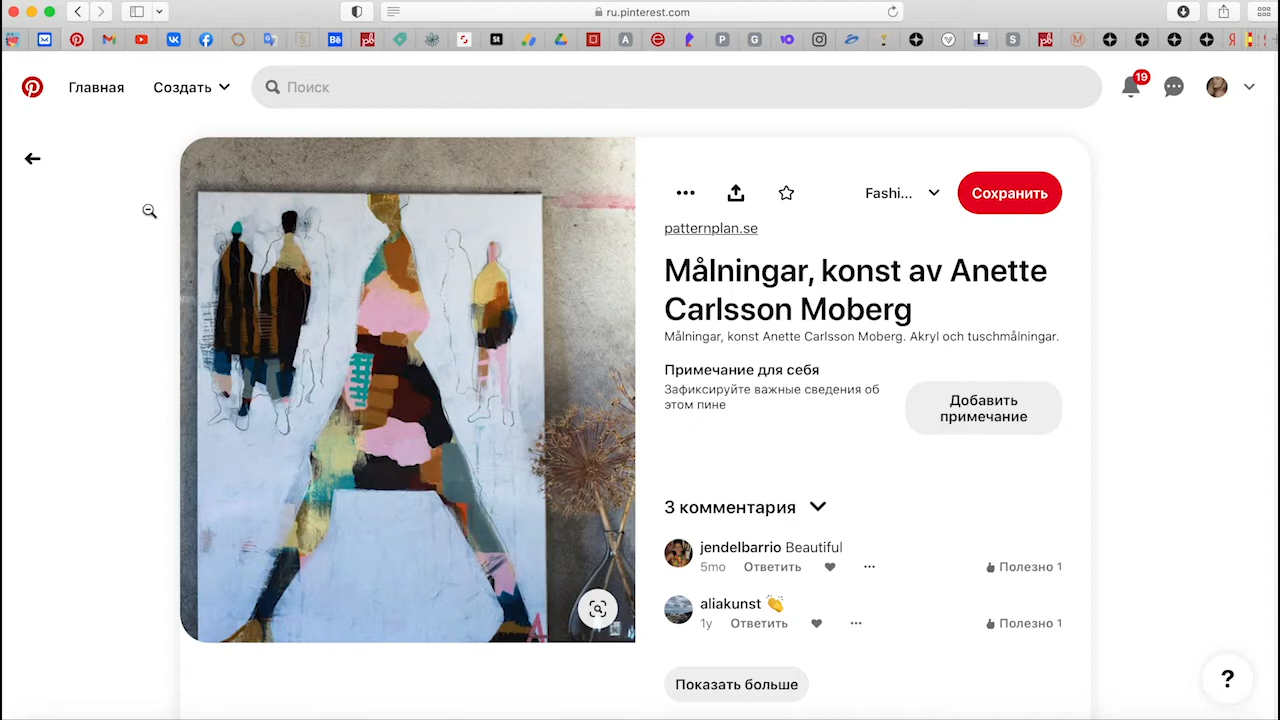 ru.pinterest.com
Главная
Создать
Поиск
19
Fashi...
Сохранить
patternplan.se
Målningar, konst av Anette
Carlsson Moberg
Målningar, konst Anette Carlsson Moberg. Akryl och tuschmålningar.
Примечание для себя
Зафиксируйте важные сведения об
этом пине
Добавить
примечание
3 комментария
jendelbarrio Beautiful
5mo Ответить Полезно 1
aliakunst 👏
1y Ответить Полезно 1
Показать больше
?